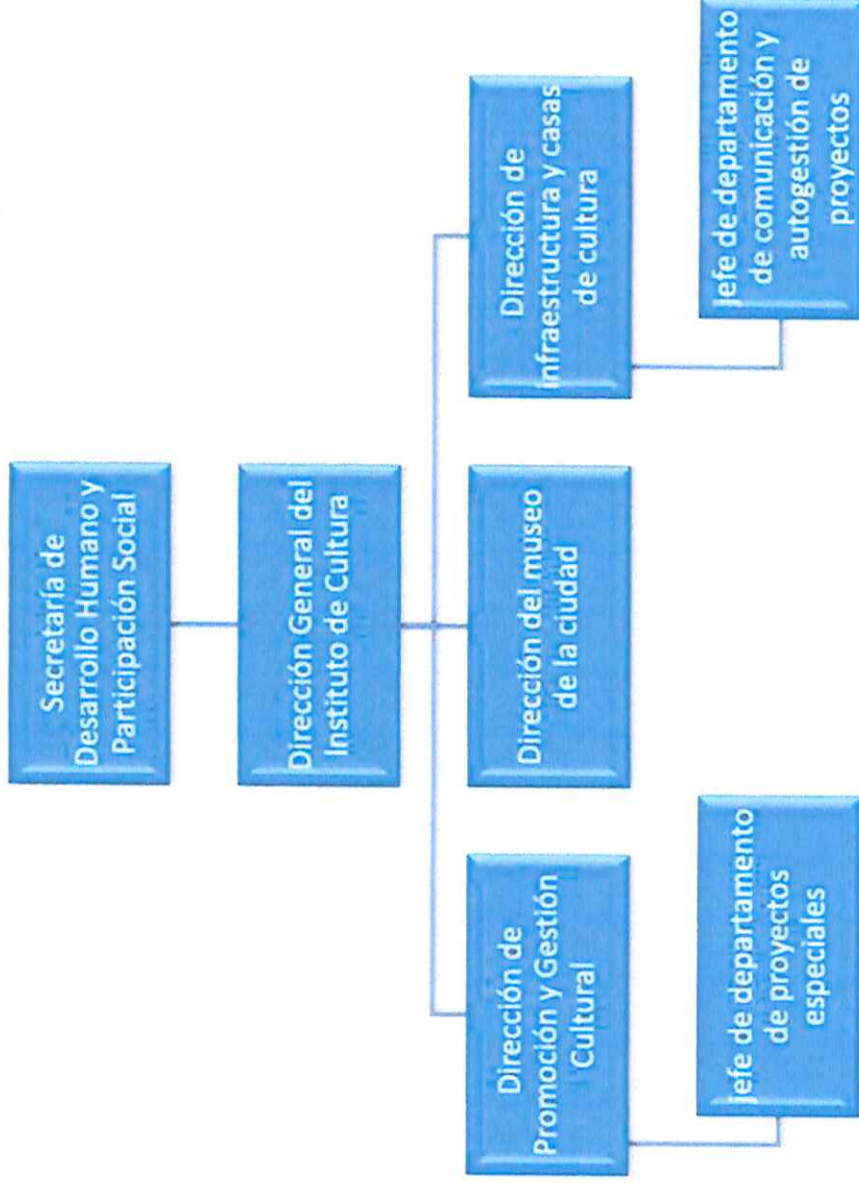 Secretaría de
Desarrollo Humano y
Participación Social
Dirección General del
Instituto de Cultura
Dirección de
Promoción y Gestión
Cultural
Dirección del museo
de la ciudad
Dirección de
infraestructura y casas
de cultura
jefe de departamento
de proyectos
especiales
jefe de departamento
de comunicación y
autogestión de
proyectos